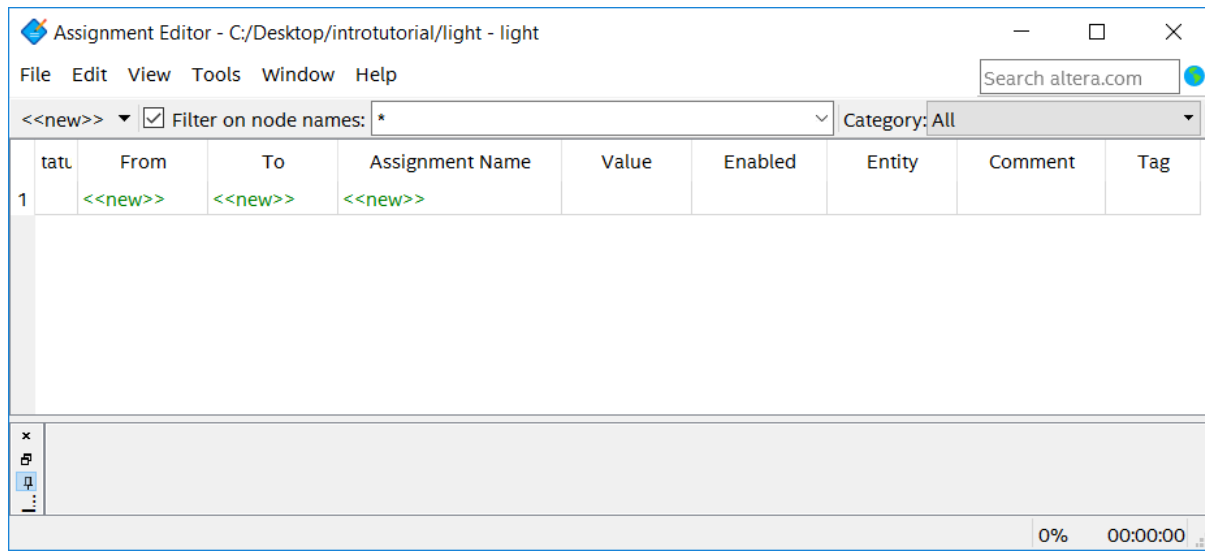 Assignment Editor - C:/Desktop/introtutorial/light - light
File Edit View Tools Window Help Search altera.com
<<new>> Filter on node names: * Category: All
tatu From To Assignment Name Value Enabled Entity Comment Tag
1 <<new>> <<new>> <<new>>
0% 00:00:00